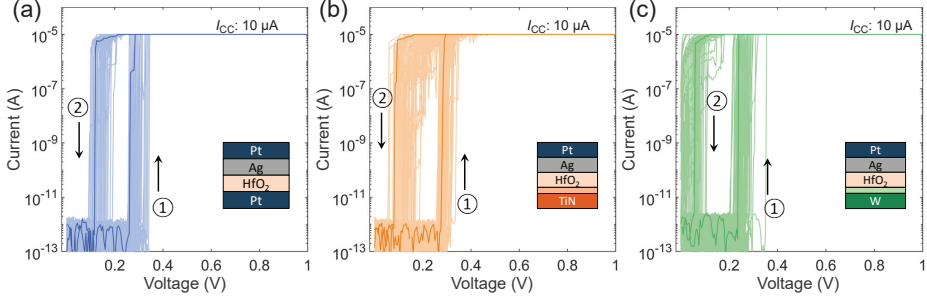 (a)
I_CC: 10 µA
Current (A)
10⁻⁵
10⁻⁷
10⁻⁹
10⁻¹¹
10⁻¹³
②
①
Pt
Ag
HfO₂
Pt
0.2 0.4 0.6 0.8 1
Voltage (V)
(b)
I_CC: 10 µA
Current (A)
10⁻⁵
10⁻⁷
10⁻⁹
10⁻¹¹
10⁻¹³
②
①
Pt
Ag
HfO₂
TiN
0.2 0.4 0.6 0.8 1
Voltage (V)
(c)
I_CC: 10 µA
Current (A)
10⁻⁵
10⁻⁷
10⁻⁹
10⁻¹¹
10⁻¹³
②
①
Pt
Ag
HfO₂
W
0.2 0.4 0.6 0.8 1
Voltage (V)